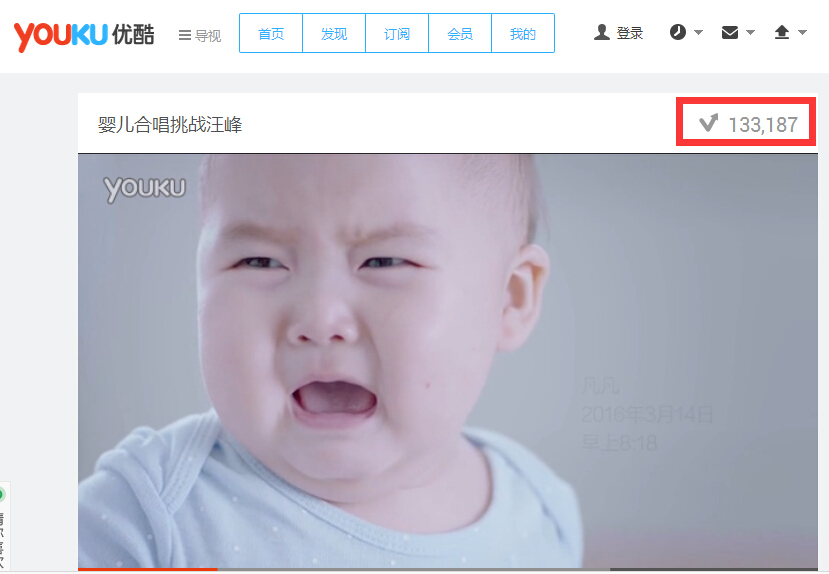 YOUKU 优酷
导视
首页 发现 订阅 会员 我的
登录
婴儿合唱挑战汪峰
133,187
YOUKU
凡凡
2016年3月14日
早上8:18